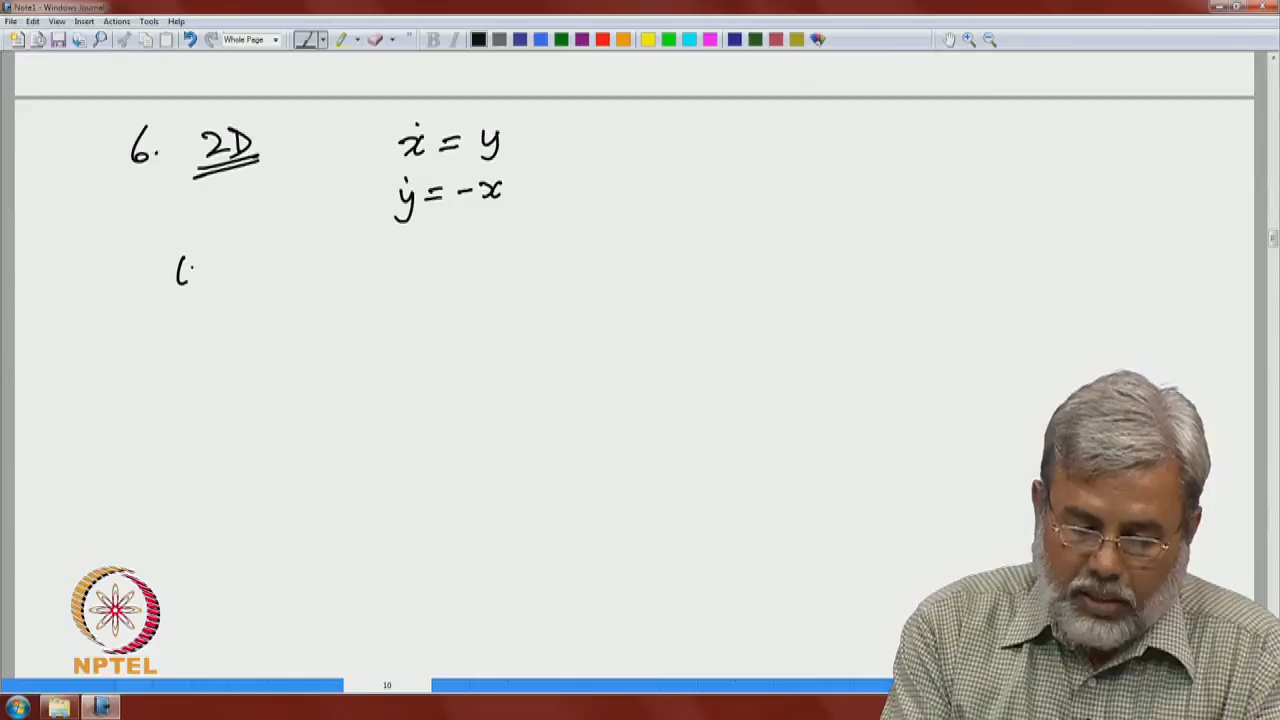 Note1 - Windows Journal
File Edit View Insert Actions Tools Help
Whole Page
B I
6. 2D ẋ = y
ẏ = -x
(
NPTEL
10